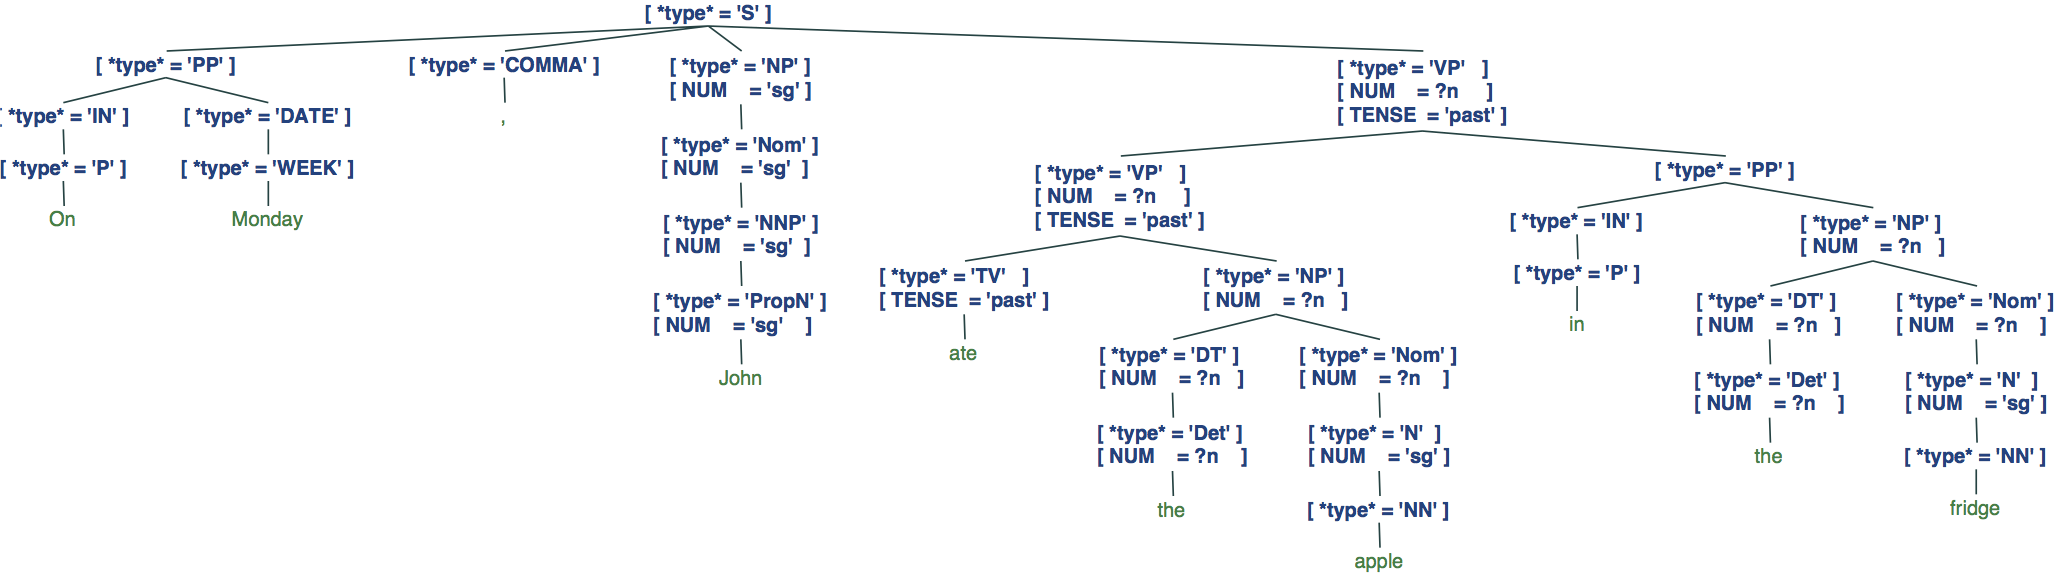 [ *type* = 'S' ]
[ *type* = 'PP' ]
[ *type* = 'COMMA' ]
[ *type* = 'NP' ]
[ NUM = 'sg' ]
[ *type* = 'VP' ]
[ NUM = ?n ]
[ TENSE = 'past' ]
[ *type* = 'IN' ]
[ *type* = 'DATE' ]
,
[ *type* = 'Nom' ]
[ NUM = 'sg' ]
[ *type* = 'P' ]
[ *type* = 'WEEK' ]
[ *type* = 'VP' ]
[ NUM = ?n ]
[ TENSE = 'past' ]
[ *type* = 'PP' ]
On
Monday
[ *type* = 'NNP' ]
[ NUM = 'sg' ]
[ *type* = 'IN' ]
[ *type* = 'NP' ]
[ NUM = ?n ]
[ *type* = 'TV' ]
[ TENSE = 'past' ]
[ *type* = 'NP' ]
[ NUM = ?n ]
[ *type* = 'P' ]
[ *type* = 'PropN' ]
[ NUM = 'sg' ]
in
[ *type* = 'DT' ]
[ NUM = ?n ]
[ *type* = 'Nom' ]
[ NUM = ?n ]
John
ate
[ *type* = 'DT' ]
[ NUM = ?n ]
[ *type* = 'Nom' ]
[ NUM = ?n ]
[ *type* = 'Det' ]
[ NUM = ?n ]
[ *type* = 'N' ]
[ NUM = 'sg' ]
[ *type* = 'Det' ]
[ NUM = ?n ]
[ *type* = 'N' ]
[ NUM = 'sg' ]
the
[ *type* = 'NN' ]
the
[ *type* = 'NN' ]
fridge
apple